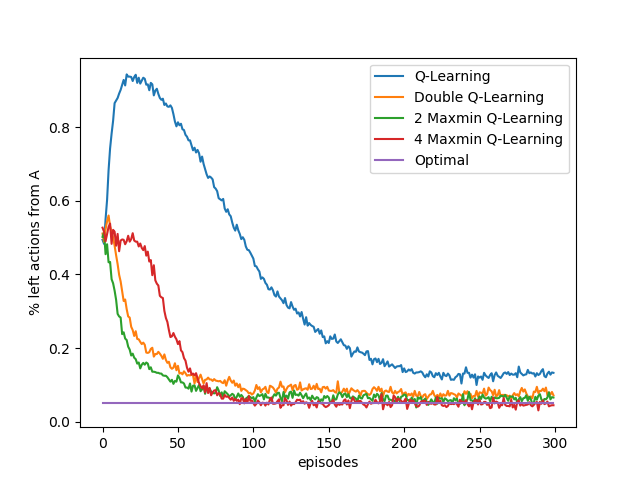 Q-Learning
Double Q-Learning
2 Maxmin Q-Learning
4 Maxmin Q-Learning
Optimal
% left actions from A
0.8
0.6
0.4
0.2
0.0
0 50 100 150 200 250 300
episodes